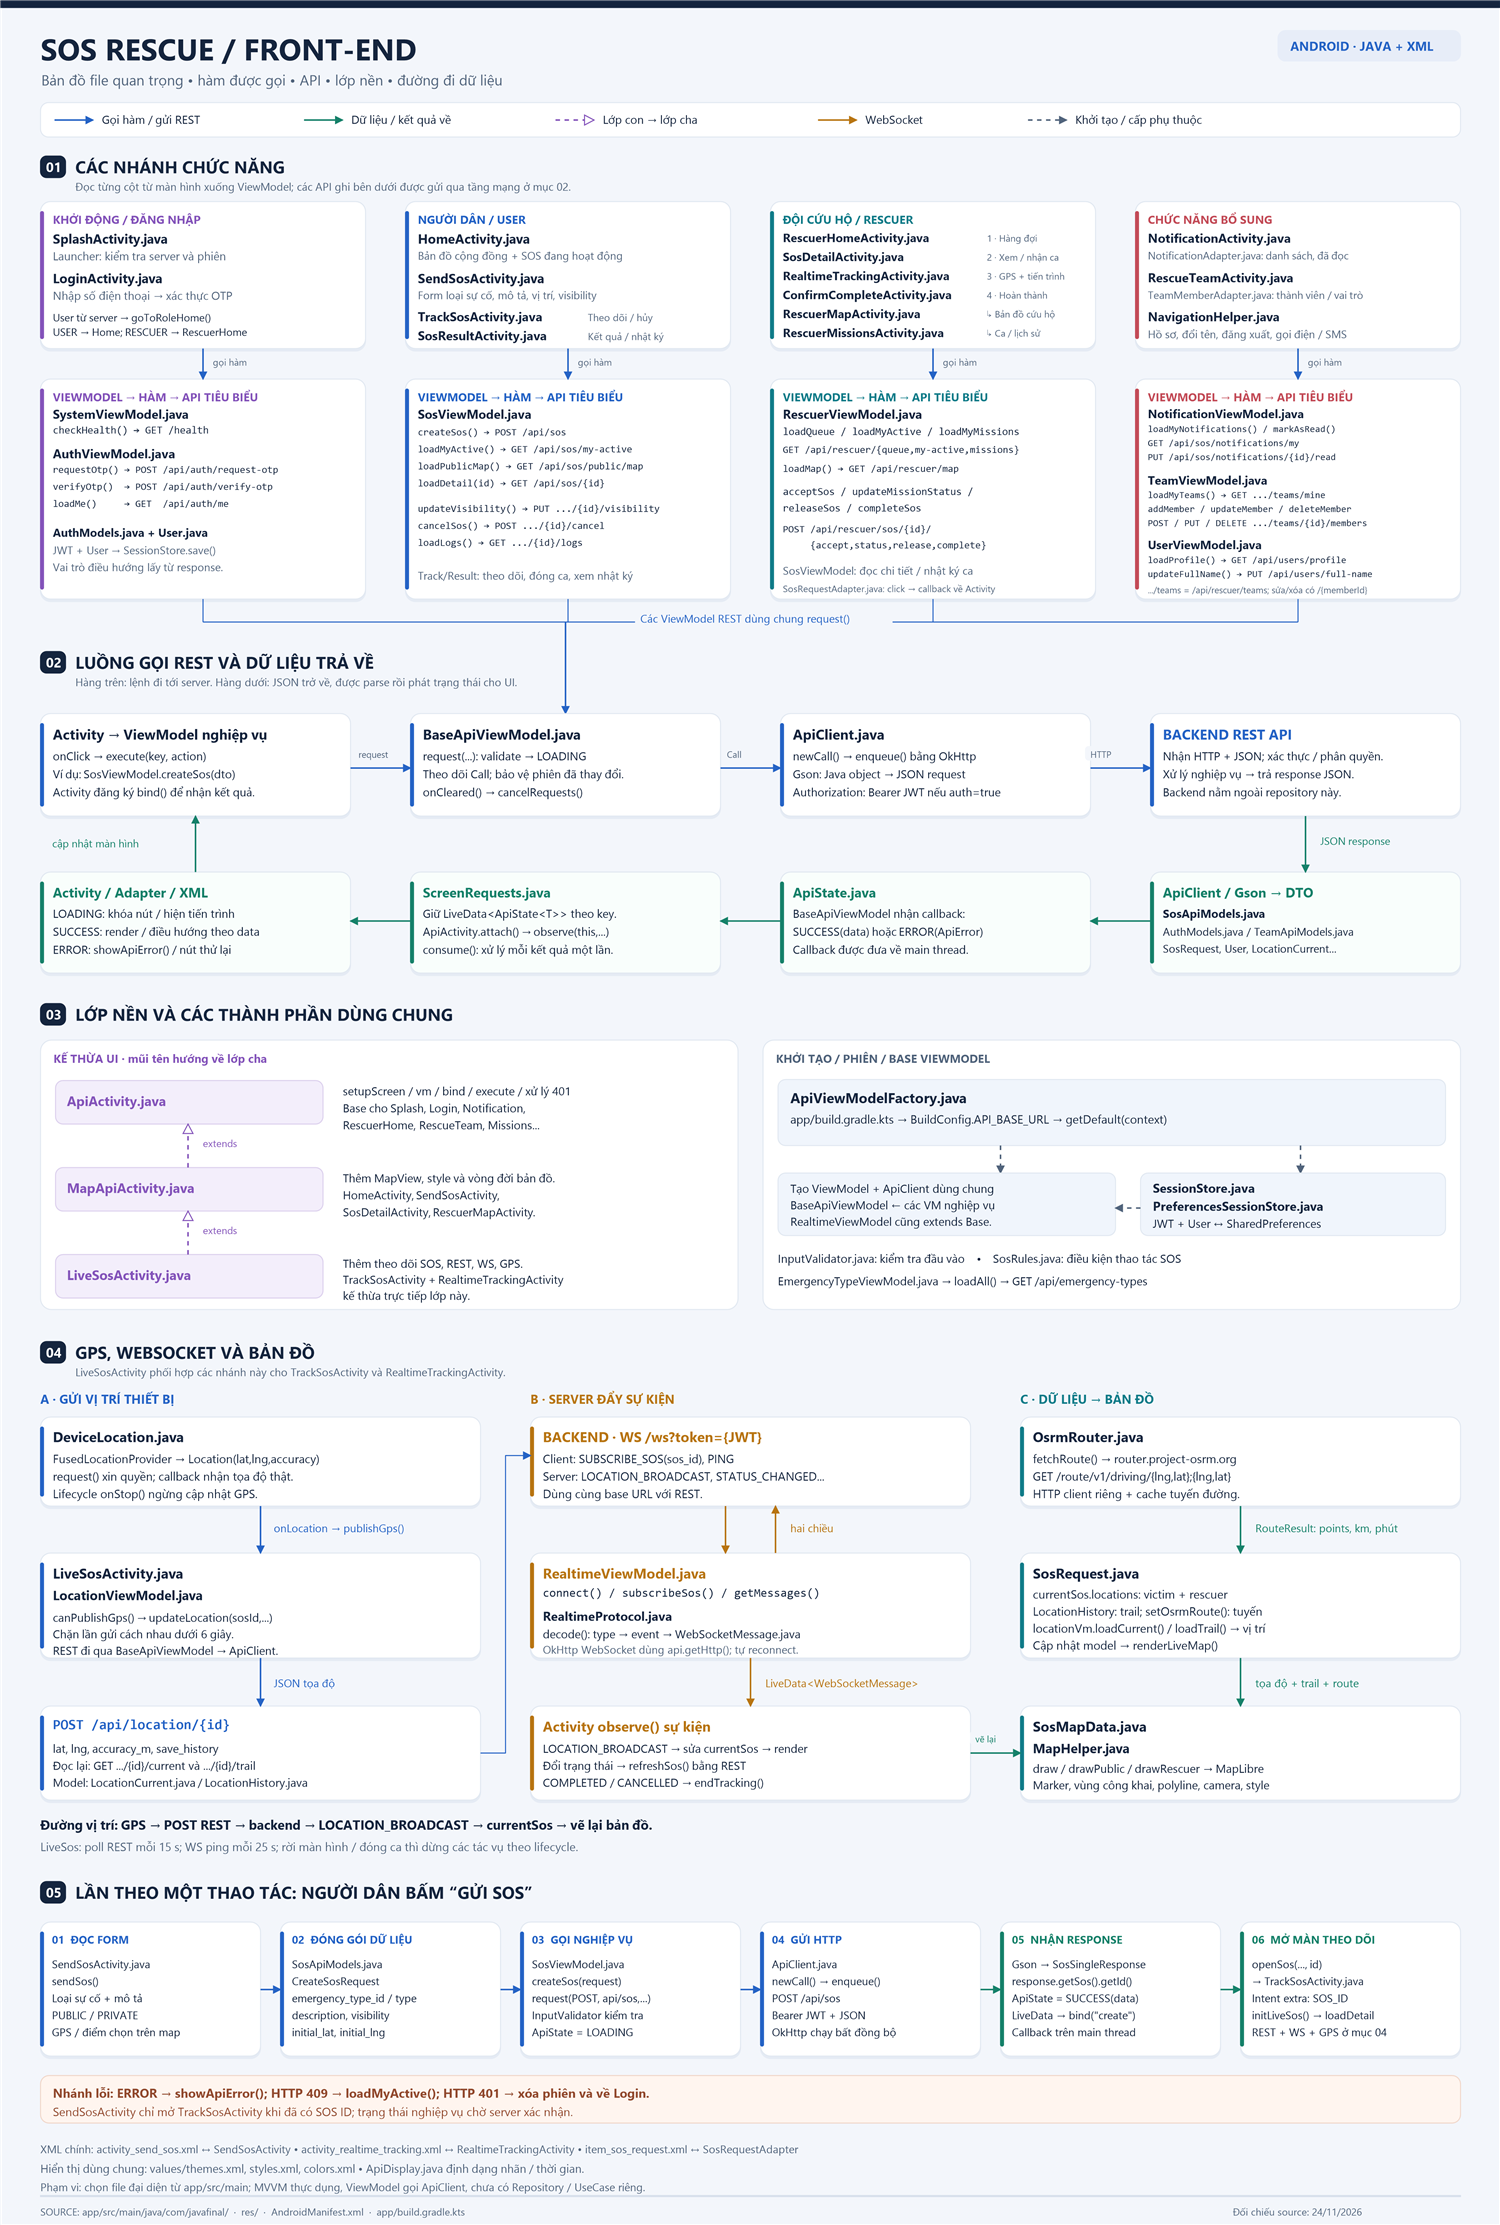 SOS RESCUE / FRONT-END
ANDROID · JAVA + XML
Bản đồ file quan trọng • hàm được gọi • API • lớp nền • đường đi dữ liệu
Gọi hàm / gửi REST
Dữ liệu / kết quả về
Lớp con → lớp cha
WebSocket
Khởi tạo / cấp phụ thuộc
01 CÁC NHÁNH CHỨC NĂNG
Đọc từng cột từ màn hình xuống ViewModel; các API ghi bên dưới được gửi qua tầng mạng ở mục 02.
KHỞI ĐỘNG / ĐĂNG NHẬP
SplashActivity.java
Launcher: kiểm tra server và phiên
LoginActivity.java
Nhập số điện thoại → xác thực OTP
User từ server → goToRoleHome()
USER → Home; RESCUER → RescuerHome
NGƯỜI DÂN / USER
HomeActivity.java
Bản đồ cộng đồng + SOS đang hoạt động
SendSosActivity.java
Form loại sự cố, mô tả, vị trí, visibility
TrackSosActivity.java Theo dõi / hủy
SosResultActivity.java Kết quả / nhật ký
ĐỘI CỨU HỘ / RESCUER
RescuerHomeActivity.java 1 · Hàng đợi
SosDetailActivity.java 2 · Xem / nhận ca
RealtimeTrackingActivity.java 3 · GPS + tiến trình
ConfirmCompleteActivity.java 4 · Hoàn thành
RescuerMapActivity.java ↳ Bản đồ cứu hộ
RescuerMissionsActivity.java ↳ Ca / lịch sử
CHỨC NĂNG BỔ SUNG
NotificationActivity.java
NotificationAdapter.java: danh sách, đã đọc
RescueTeamActivity.java
TeamMemberAdapter.java: thành viên / vai trò
NavigationHelper.java
Hồ sơ, đổi tên, đăng xuất, gọi điện / SMS
gọi hàm
gọi hàm
gọi hàm
gọi hàm
VIEWMODEL → HÀM → API TIÊU BIỂU
SystemViewModel.java
checkHealth() → GET /health
AuthViewModel.java
requestOtp() → POST /api/auth/request-otp
verifyOtp() → POST /api/auth/verify-otp
loadMe() → GET /api/auth/me
AuthModels.java + User.java
JWT + User → SessionStore.save()
Vai trò điều hướng lấy từ response.
VIEWMODEL → HÀM → API TIÊU BIỂU
SosViewModel.java
createSos() → POST /api/sos
loadMyActive() → GET /api/sos/my-active
loadPublicMap() → GET /api/sos/public/map
loadDetail(id) → GET /api/sos/{id}
updateVisibility() → PUT .../{id}/visibility
cancelSos() → POST .../{id}/cancel
loadLogs() → GET .../{id}/logs
Track/Result: theo dõi, đóng ca, xem nhật ký
VIEWMODEL → HÀM → API TIÊU BIỂU
RescuerViewModel.java
loadQueue / loadMyActive / loadMyMissions
GET /api/rescuer/{queue,my-active,missions}
loadMap() → GET /api/rescuer/map
acceptSos / updateMissionStatus /
releaseSos / completeSos
POST /api/rescuer/sos/{id}/
{accept,status,release,complete}
SosViewModel: đọc chi tiết / nhật ký ca
SosRequestAdapter.java: click → callback về Activity
VIEWMODEL → HÀM → API TIÊU BIỂU
NotificationViewModel.java
loadMyNotifications() / markAsRead()
GET /api/sos/notifications/my
PUT /api/sos/notifications/{id}/read
TeamViewModel.java
loadMyTeams() → GET .../teams/mine
addMember / updateMember / deleteMember
POST / PUT / DELETE .../teams/{id}/members
UserViewModel.java
loadProfile() → GET /api/users/profile
updateFullName() → PUT /api/users/full-name
.../teams = /api/rescuer/teams; sửa/xóa có /{memberId}
Các ViewModel REST dùng chung request()
02 LUỒNG GỌI REST VÀ DỮ LIỆU TRẢ VỀ
Hàng trên: lệnh đi tới server. Hàng dưới: JSON trở về, được parse rồi phát trạng thái cho UI.
Activity → ViewModel nghiệp vụ
onClick → execute(key, action)
Ví dụ: SosViewModel.createSos(dto)
Activity đăng ký bind() để nhận kết quả.
request
BaseApiViewModel.java
request(...): validate → LOADING
Theo dõi Call; bảo vệ phiên đã thay đổi.
onCleared() → cancelRequests()
Call
ApiClient.java
newCall() → enqueue() bằng OkHttp
Gson: Java object → JSON request
Authorization: Bearer JWT nếu auth=true
HTTP
BACKEND REST API
Nhận HTTP + JSON; xác thực / phân quyền.
Xử lý nghiệp vụ → trả response JSON.
Backend nằm ngoài repository này.
cập nhật màn hình
JSON response
Activity / Adapter / XML
LOADING: khóa nút / hiện tiến trình
SUCCESS: render / điều hướng theo data
ERROR: showApiError() / nút thử lại
ScreenRequests.java
Giữ LiveData<ApiState<T>> theo key.
ApiActivity.attach() → observe(this,...)
consume(): xử lý mỗi kết quả một lần.
ApiState.java
BaseApiViewModel nhận callback:
SUCCESS(data) hoặc ERROR(ApiError)
Callback được đưa về main thread.
ApiClient / Gson → DTO
SosApiModels.java
AuthModels.java / TeamApiModels.java
SosRequest, User, LocationCurrent...
03 LỚP NỀN VÀ CÁC THÀNH PHẦN DÙNG CHUNG
KẾ THỪA UI · mũi tên hướng về lớp cha
ApiActivity.java
setupScreen / vm / bind / execute / xử lý 401
Base cho Splash, Login, Notification,
RescuerHome, RescueTeam, Missions...
extends
MapApiActivity.java
Thêm MapView, style và vòng đời bản đồ.
HomeActivity, SendSosActivity,
SosDetailActivity, RescuerMapActivity.
extends
LiveSosActivity.java
Thêm theo dõi SOS, REST, WS, GPS.
TrackSosActivity + RealtimeTrackingActivity
kế thừa trực tiếp lớp này.
KHỞI TẠO / PHIÊN / BASE VIEWMODEL
ApiViewModelFactory.java
app/build.gradle.kts → BuildConfig.API_BASE_URL → getDefault(context)
Tạo ViewModel + ApiClient dùng chung
BaseApiViewModel ← các VM nghiệp vụ
RealtimeViewModel cũng extends Base.
SessionStore.java
PreferencesSessionStore.java
JWT + User ↔ SharedPreferences
InputValidator.java: kiểm tra đầu vào • SosRules.java: điều kiện thao tác SOS
EmergencyTypeViewModel.java → loadAll() → GET /api/emergency-types
04 GPS, WEBSOCKET VÀ BẢN ĐỒ
LiveSosActivity phối hợp các nhánh này cho TrackSosActivity và RealtimeTrackingActivity.
A · GỬI VỊ TRÍ THIẾT BỊ
DeviceLocation.java
FusedLocationProvider → Location(lat,lng,accuracy)
request() xin quyền; callback nhận tọa độ thật.
Lifecycle onStop() ngừng cập nhật GPS.
onLocation → publishGps()
LiveSosActivity.java
LocationViewModel.java
canPublishGps() → updateLocation(sosId,...)
Chặn lần gửi cách nhau dưới 6 giây.
REST đi qua BaseApiViewModel → ApiClient.
JSON tọa độ
POST /api/location/{id}
lat, lng, accuracy_m, save_history
Đọc lại: GET .../{id}/current và .../{id}/trail
Model: LocationCurrent.java / LocationHistory.java
B · SERVER ĐẨY SỰ KIỆN
BACKEND · WS /ws?token={JWT}
Client: SUBSCRIBE_SOS(sos_id), PING
Server: LOCATION_BROADCAST, STATUS_CHANGED...
Dùng cùng base URL với REST.
hai chiều
RealtimeViewModel.java
connect() / subscribeSos() / getMessages()
RealtimeProtocol.java
decode(): type → event → WebSocketMessage.java
OkHttp WebSocket dùng api.getHttp(); tự reconnect.
LiveData<WebSocketMessage>
Activity observe() sự kiện
LOCATION_BROADCAST → sửa currentSos → render
Đổi trạng thái → refreshSos() bằng REST
COMPLETED / CANCELLED → endTracking()
vẽ lại
C · DỮ LIỆU → BẢN ĐỒ
OsrmRouter.java
fetchRoute() → router.project-osrm.org
GET /route/v1/driving/{lng,lat};{lng,lat}
HTTP client riêng + cache tuyến đường.
RouteResult: points, km, phút
SosRequest.java
currentSos.locations: victim + rescuer
LocationHistory: trail; setOsrmRoute(): tuyến
locationVm.loadCurrent() / loadTrail() → vị trí
Cập nhật model → renderLiveMap()
tọa độ + trail + route
SosMapData.java
MapHelper.java
draw / drawPublic / drawRescuer → MapLibre
Marker, vùng công khai, polyline, camera, style
Đường vị trí: GPS → POST REST → backend → LOCATION_BROADCAST → currentSos → vẽ lại bản đồ.
LiveSos: poll REST mỗi 15 s; WS ping mỗi 25 s; rời màn hình / đóng ca thì dừng các tác vụ theo lifecycle.
05 LẦN THEO MỘT THAO TÁC: NGƯỜI DÂN BẤM “GỬI SOS”
01 ĐỌC FORM
SendSosActivity.java
sendSos()
Loại sự cố + mô tả
PUBLIC / PRIVATE
GPS / điểm chọn trên map
02 ĐÓNG GÓI DỮ LIỆU
SosApiModels.java
CreateSosRequest
emergency_type_id / type
description, visibility
initial_lat, initial_lng
03 GỌI NGHIỆP VỤ
SosViewModel.java
createSos(request)
request(POST, api/sos,...)
InputValidator kiểm tra
ApiState = LOADING
04 GỬI HTTP
ApiClient.java
newCall() → enqueue()
POST /api/sos
Bearer JWT + JSON
OkHttp chạy bất đồng bộ
05 NHẬN RESPONSE
Gson → SosSingleResponse
response.getSos().getId()
ApiState = SUCCESS(data)
LiveData → bind("create")
Callback trên main thread
06 MỞ MÀN THEO DÕI
openSos(..., id)
→ TrackSosActivity.java
Intent extra: SOS_ID
initLiveSos() → loadDetail
REST + WS + GPS ở mục 04
Nhánh lỗi: ERROR → showApiError(); HTTP 409 → loadMyActive(); HTTP 401 → xóa phiên và về Login.
SendSosActivity chỉ mở TrackSosActivity khi đã có SOS ID; trạng thái nghiệp vụ chờ server xác nhận.
XML chính: activity_send_sos.xml ↔ SendSosActivity • activity_realtime_tracking.xml ↔ RealtimeTrackingActivity • item_sos_request.xml ↔ SosRequestAdapter
Hiển thị dùng chung: values/themes.xml, styles.xml, colors.xml • ApiDisplay.java định dạng nhãn / thời gian.
Phạm vi: chọn file đại diện từ app/src/main; MVVM thực dụng, ViewModel gọi ApiClient, chưa có Repository / UseCase riêng.
SOURCE: app/src/main/java/com/javafinal/ · res/ · AndroidManifest.xml · app/build.gradle.kts
Đối chiếu source: 24/11/2026